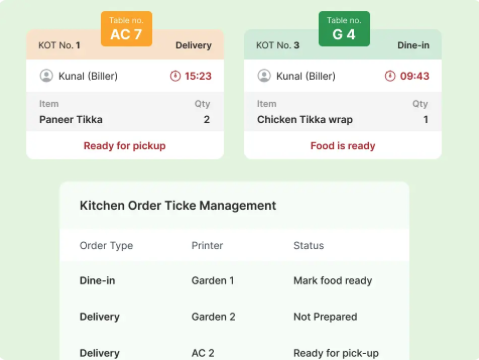 Table no.
AC 7
KOT No. 1
Delivery
Kunal (Biller)
15:23
Item
Qty
Paneer Tikka
2
Ready for pickup
Table no.
G 4
KOT No. 3
Dine-in
Kunal (Biller)
09:43
Item
Qty
Chicken Tikka wrap
1
Food is ready
Kitchen Order Ticke Management
Order Type
Printer
Status
Dine-in
Garden 1
Mark food ready
Delivery
Garden 2
Not Prepared
Delivery
AC 2
Ready for pick-up